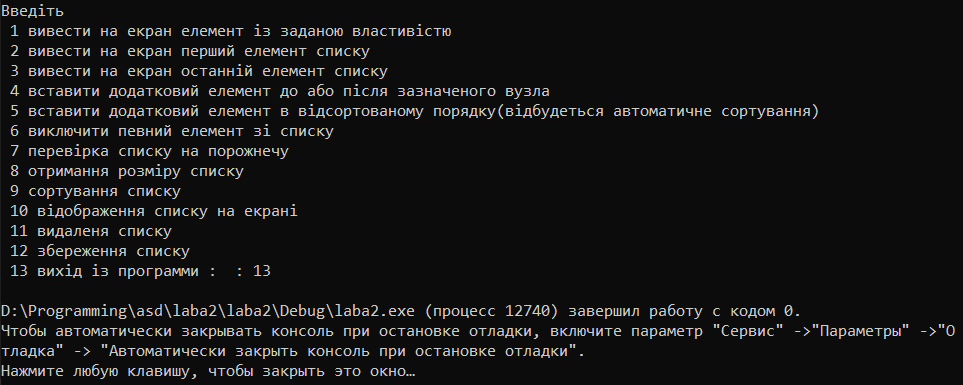 Введіть
1 вивести на екран елемент із заданою властивістю
2 вивести на екран перший елемент списку
3 вивести на екран останній елемент списку
4 вставити додатковий елемент до або після зазначеного вузла
5 вставити додатковий елемент в відсортованому порядку(відбудеться автоматичне сортування)
6 виключити певний елемент зі списку
7 перевірка списку на порожнечу
8 отримання розміру списку
9 сортування списку
10 відображення списку на екрані
11 видаленя списку
12 збереження списку
13 вихід із программи :  : 13
D:\Programming\asd\laba2\laba2\Debug\laba2.exe (процесс 12740) завершил работу с кодом 0.
Чтобы автоматически закрывать консоль при остановке отладки, включите параметр "Сервис" ->"Параметры" ->"О
тладка" -> "Автоматически закрыть консоль при остановке отладки".
Нажмите любую клавишу, чтобы закрыть это окно…